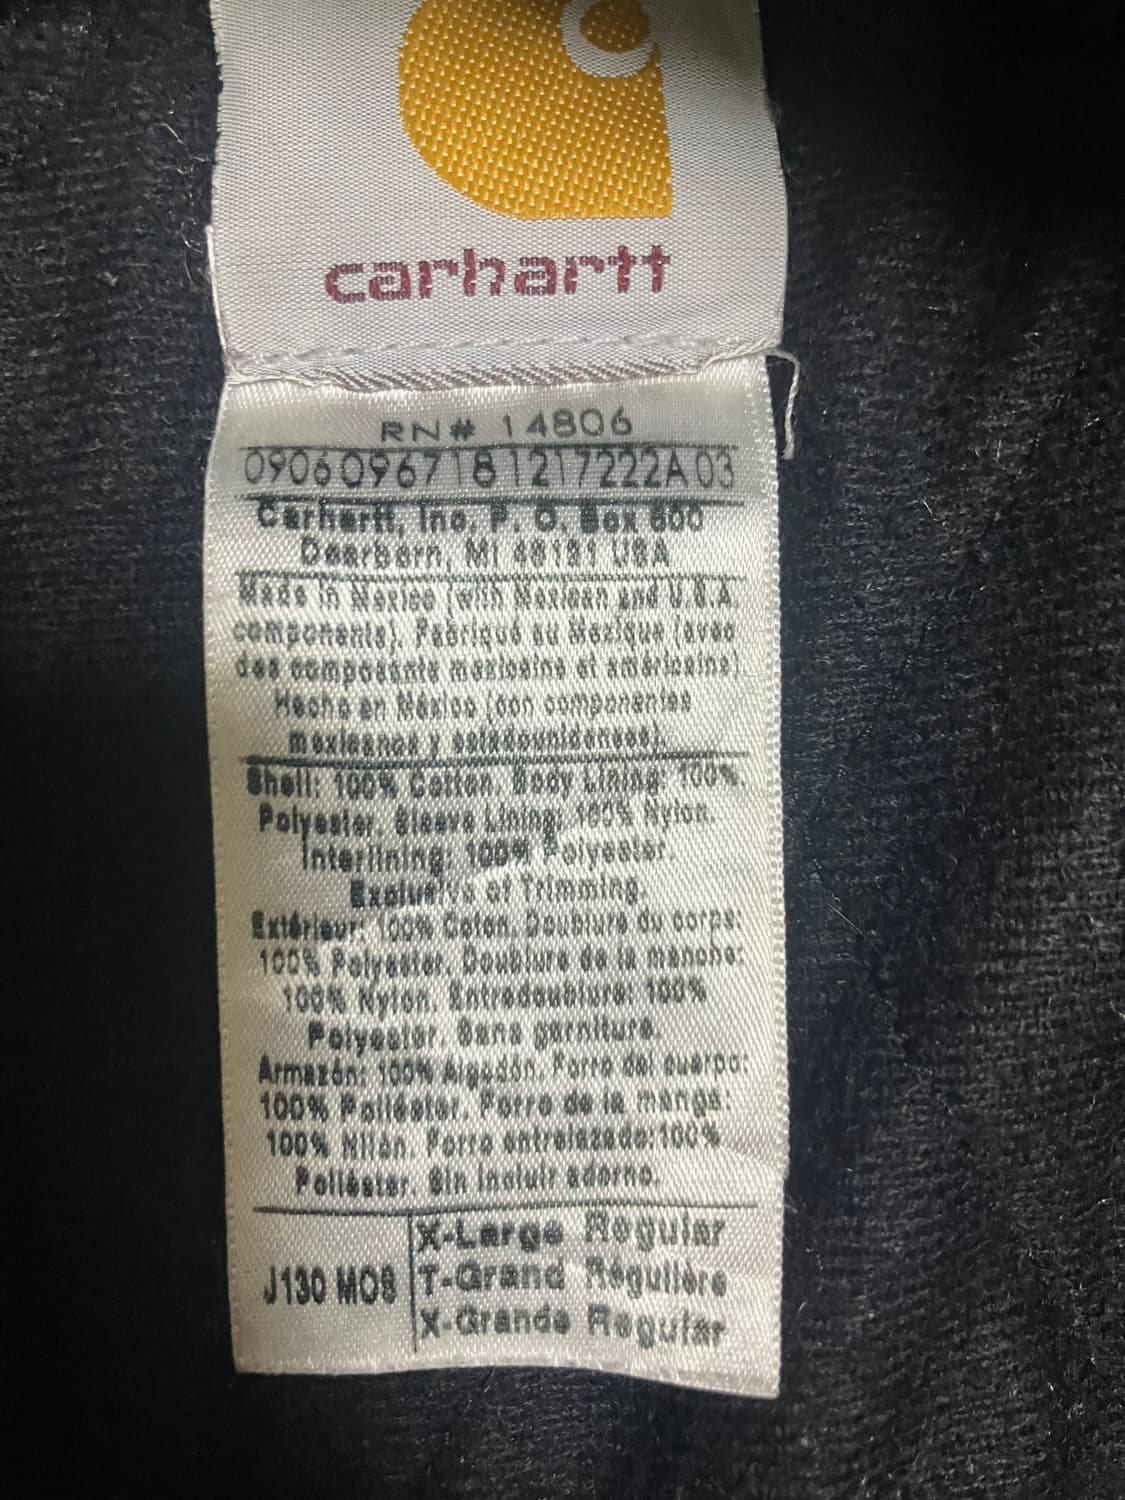 carhartt
RN# 14806
0906096718 1217222A 03
Carhartt, Inc. P. O. Box 600
Dearborn, MI 48121 USA
Made in Mexico (with Mexican and U.S.A.
components). Fabriqué au Mexique (avec
des composants mexicains et américains)
Hecho en México (con componentes
mexicanos y estadounidenses).
Shell: 100% Cotton. Body Lining: 100%
Polyester. Sleeve Lining: 100% Nylon.
Interlining: 100% Polyester.
Exclusive of Trimming.
Extérieur: 100% Coton. Doublure du corps:
100% Polyester. Doublure de la manche:
100% Nylon. Entredoublure: 100%
Polyester. Sans garniture.
Armazón: 100% Algodón. Forro del cuerpo:
100% Poliéster. Forro de la manga:
100% Nilón. Forro entrelazado: 100%
Poliéster. Sin incluir adorno.
J130 MOS
X-Large Regular
T-Grand Régulière
X-Grande Regular